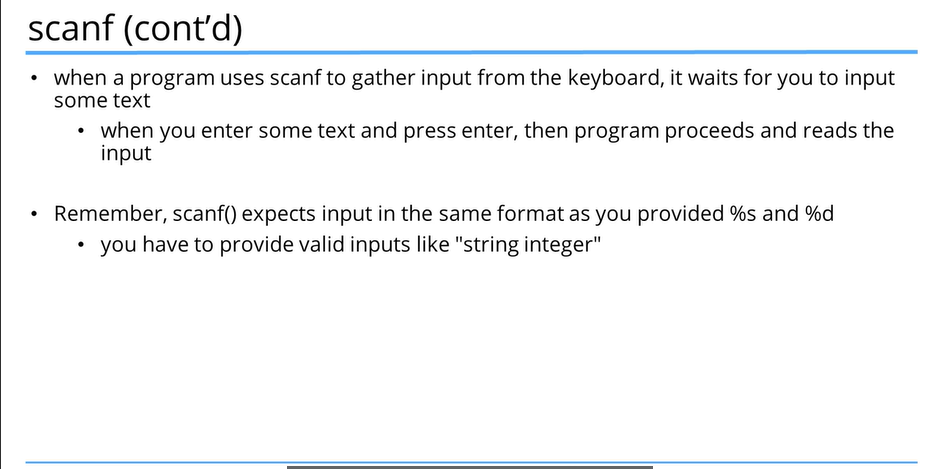 scanf (cont’d)
• when a program uses scanf to gather input from the keyboard, it waits for you to input
some text
• when you enter some text and press enter, then program proceeds and reads the
input
• Remember, scanf() expects input in the same format as you provided %s and %d
• you have to provide valid inputs like "string integer"